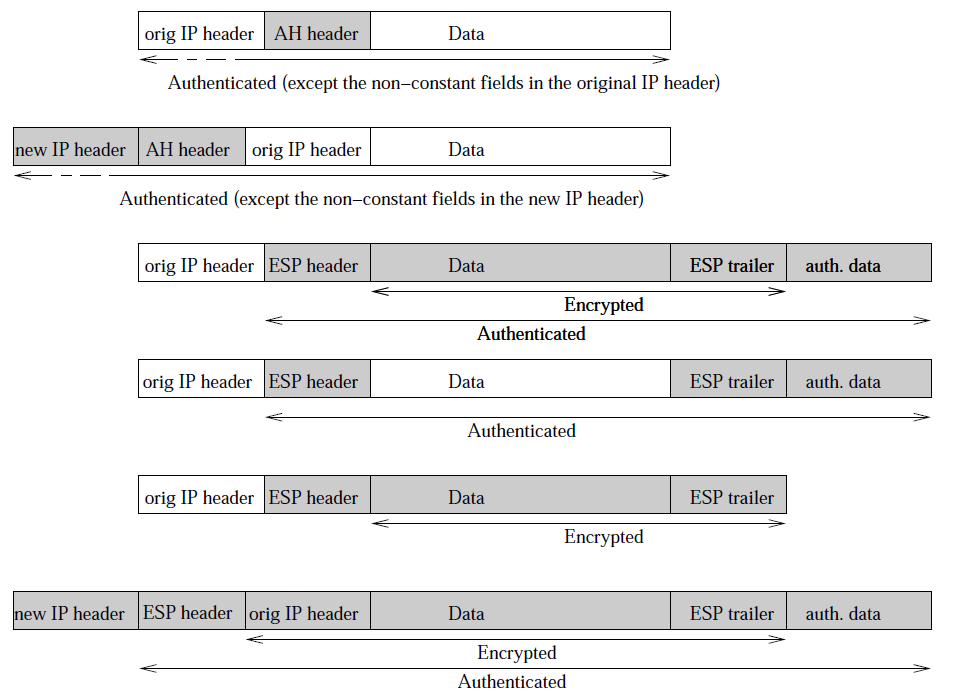 orig IP header AH header Data
Authenticated (except the non−constant fields in the original IP header)
new IP header AH header orig IP header Data
Authenticated (except the non−constant fields in the new IP header)
orig IP header ESP header Data ESP trailer auth. data
Encrypted
Authenticated
orig IP header ESP header Data ESP trailer auth. data
Authenticated
orig IP header ESP header Data ESP trailer
Encrypted
new IP header ESP header orig IP header Data ESP trailer auth. data
Encrypted
Authenticated